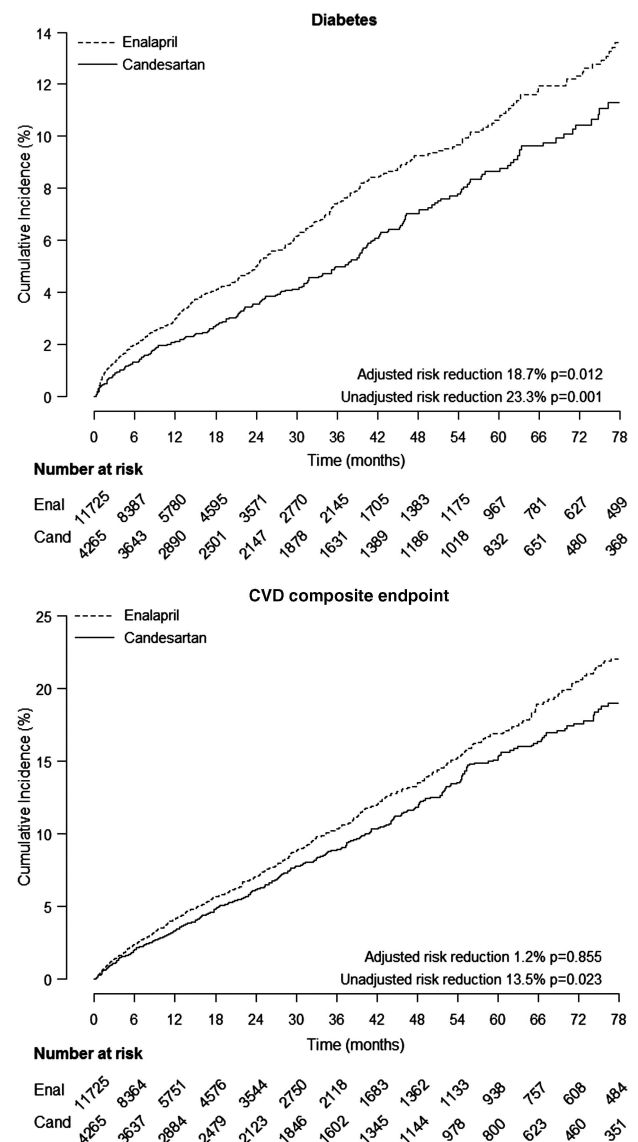 Diabetes
14
12
10
8
6
4
2
0
Cumulative Incidence (%)
Enalapril
Candesartan
Adjusted risk reduction 18.7% p=0.012
Unadjusted risk reduction 23.3% p=0.001
0 6 12 18 24 30 36 42 48 54 60 66 72 78
Time (months)
Number at risk
Enal 11725 8387 5780 4595 3571 2770 2145 1705 1383 1175 967 781 627 499
Cand 4265 3643 2890 2501 2147 1878 1631 1389 1186 1018 832 651 480 368
CVD composite endpoint
25
20
15
10
5
0
Cumulative Incidence (%)
Enalapril
Candesartan
Adjusted risk reduction 1.2% p=0.855
Unadjusted risk reduction 13.5% p=0.023
0 6 12 18 24 30 36 42 48 54 60 66 72 78
Time (months)
Number at risk
Enal 11725 8364 5751 4576 3544 2750 2118 1683 1362 1133 938 757 608 484
Cand 4265 3637 2884 2479 2123 1846 1602 1345 1144 978 800 623 460 351